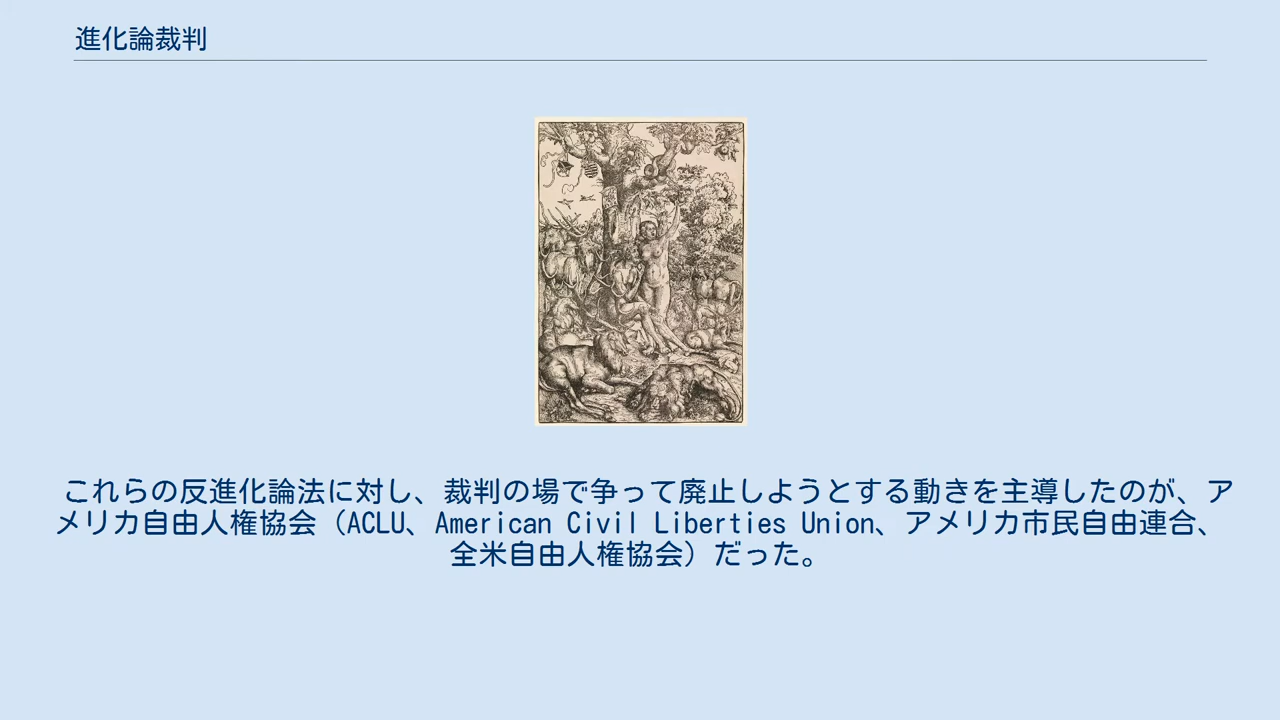 進化論裁判
これらの反進化論法に対し、裁判の場で争って廃止しようとする動きを主導したのが、ア
メリカ自由人権協会（ACLU、American Civil Liberties Union、アメリカ市民自由連合、
全米自由人権協会）だった。